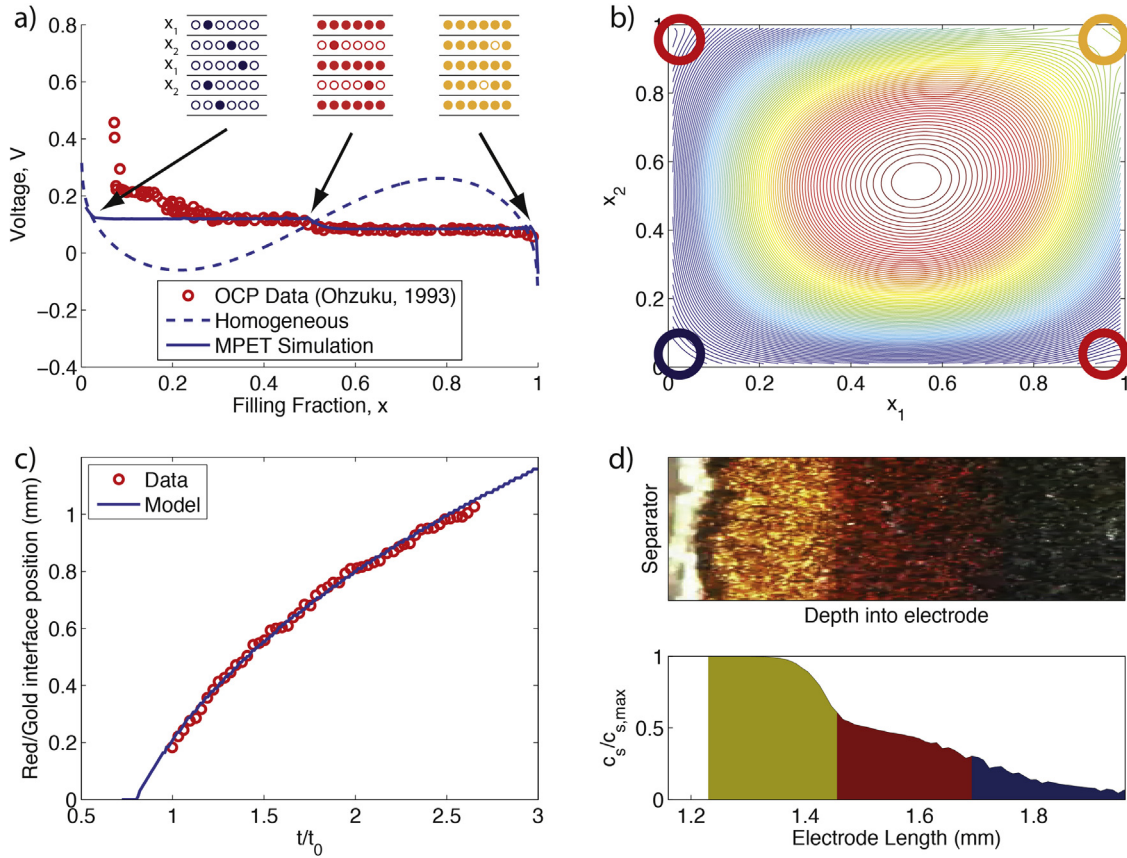 a)
x1
x2
x1
x2
0.8
0.6
0.4
0.2
0
−0.2
−0.4
Voltage, V
OCP Data (Ohzuku, 1993)
Homogeneous
MPET Simulation
0 0.2 0.4 0.6 0.8 1
Filling Fraction, x
b)
1
0.8
0.6
0.4
0.2
0
x2
0 0.2 0.4 0.6 0.8 1
x1
c)
Data
Model
1
0.8
0.6
0.4
0.2
0
Red/Gold interface position (mm)
0.5 1.0 1.5 2 2.5 3
t/t0
d)
Separator
Depth into electrode
1
0.5
0
cs/cs,max
1.2 1.4 1.6 1.8
Electrode Length (mm)